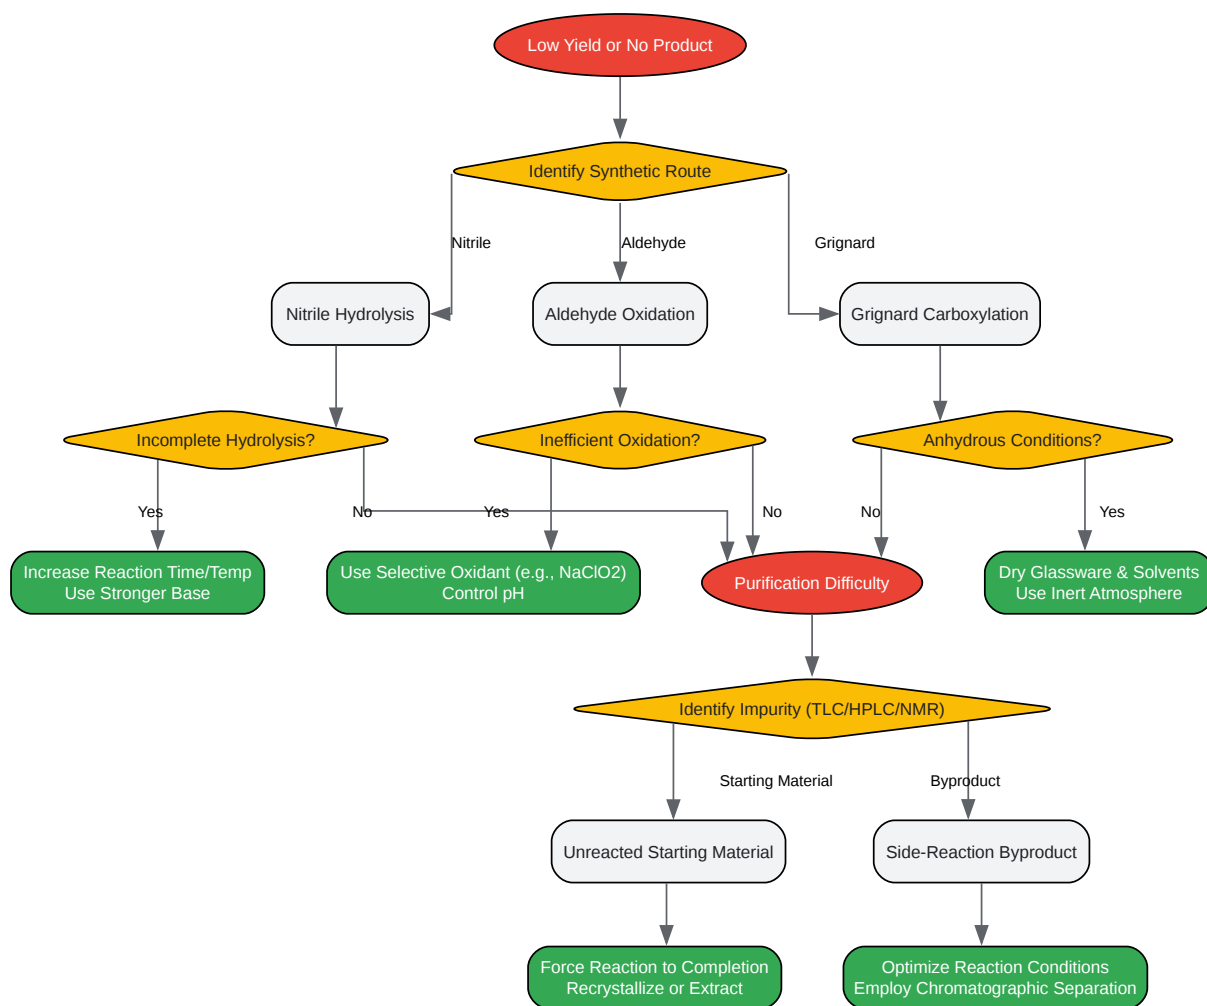 Low Yield or No Product
Identify Synthetic Route
Nitrile
Aldehyde
Grignard
Nitrile Hydrolysis
Aldehyde Oxidation
Grignard Carboxylation
Incomplete Hydrolysis?
Inefficient Oxidation?
Anhydrous Conditions?
Yes
No
Yes
No
No
Yes
Increase Reaction Time/Temp
Use Stronger Base
Use Selective Oxidant (e.g., NaClO2)
Control pH
Purification Difficulty
Dry Glassware & Solvents
Use Inert Atmosphere
Identify Impurity (TLC/HPLC/NMR)
Starting Material
Byproduct
Unreacted Starting Material
Side-Reaction Byproduct
Force Reaction to Completion
Recrystallize or Extract
Optimize Reaction Conditions
Employ Chromatographic Separation